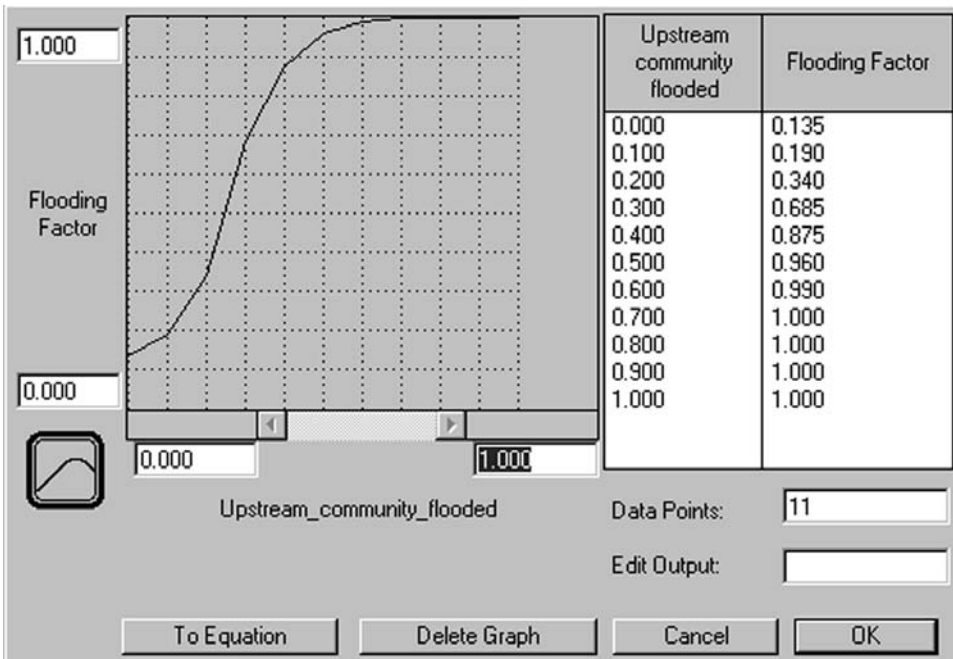 1.000
Flooding
Factor
0.000
0.000
1.000
Upstream_community_flooded
Upstream
community
flooded
Flooding Factor
0.000 0.135
0.100 0.190
0.200 0.340
0.300 0.685
0.400 0.875
0.500 0.960
0.600 0.990
0.700 1.000
0.800 1.000
0.900 1.000
1.000 1.000
Data Points: 11
Edit Output:
To Equation
Delete Graph
Cancel
OK